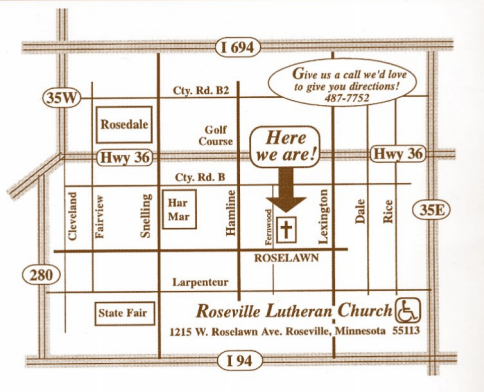 I 694
Give us a call we'd love
to give you directions!
487-7752
35W
Cty. Rd. B2
Rosedale
Golf
Course
Here
we are!
Hwy 36
Hwy 36
Cty. Rd. B
Cleveland
Fairview
Snelling
Har
Mar
Hamline
Fernwood
Lexington
Dale
Rice
35E
ROSELAWN
280
Larpenteur
State Fair
Roseville Lutheran Church
1215 W. Roselawn Ave. Roseville, Minnesota 55113
I 94